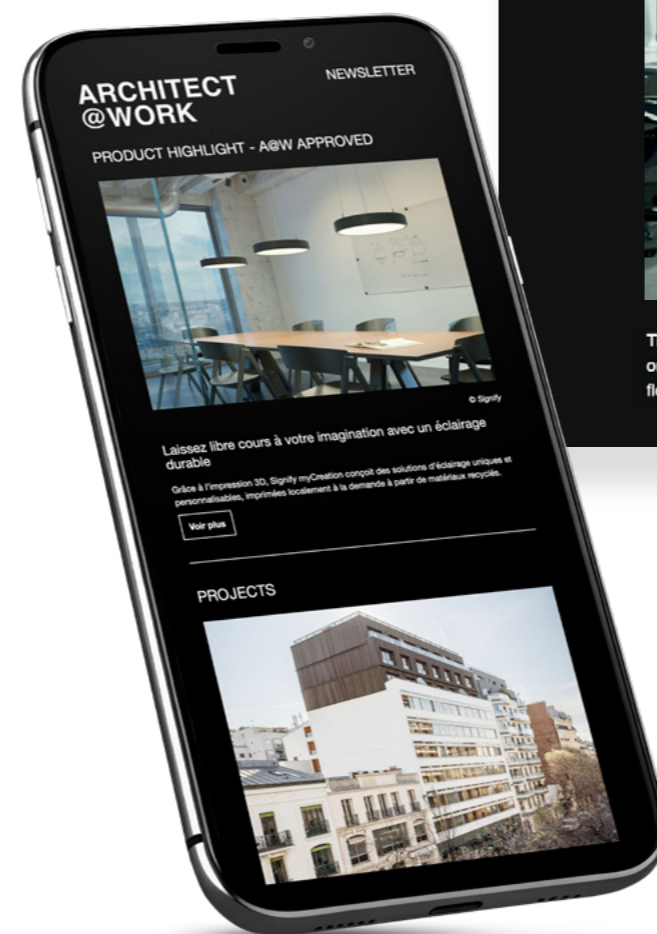 ARCHITECT
@WORK
NEWSLETTER
PRODUCT HIGHLIGHT - A@W APPROVED
© Signify
Laissez libre cours à votre imagination avec un éclairage
durable
Grâce à l'impression 3D, Signify myCreation conçoit des solutions d'éclairage uniques et
personnalisables, imprimées localement à la demande à partir de matériaux recyclés.
Voir plus
PROJECTS